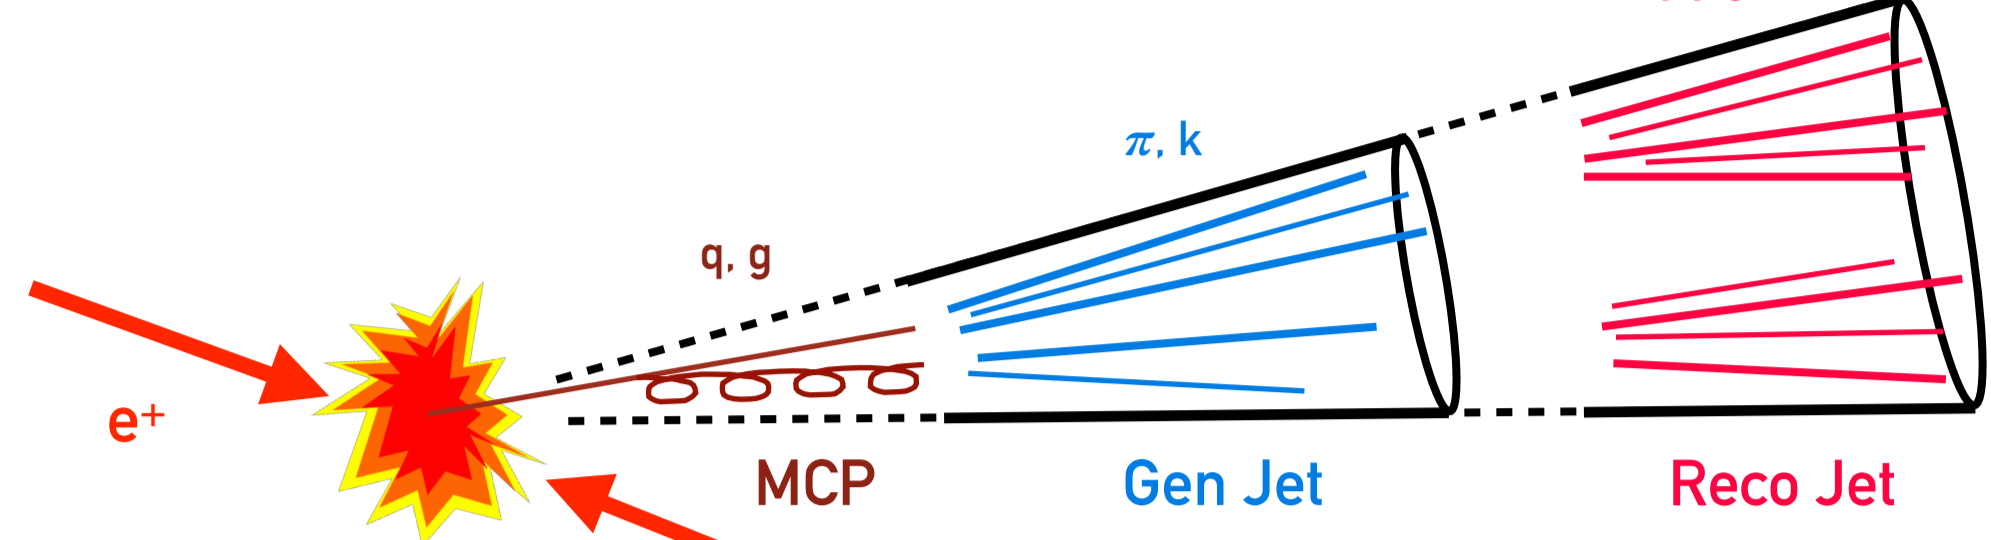 π, k
q, g
e⁺
MCP
Gen Jet
Reco Jet